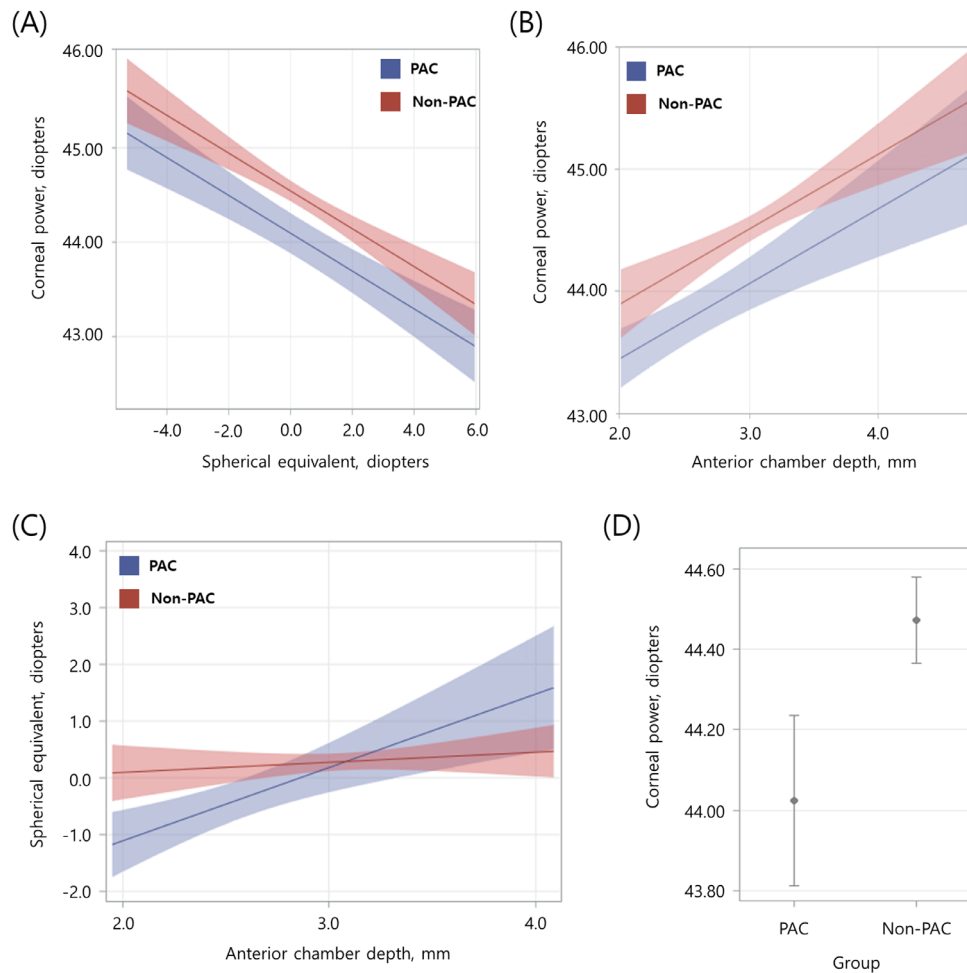 (A)
46.00
45.00
44.00
43.00
Corneal power, diopters
PAC
Non-PAC
-4.0 -2.0 0.0 2.0 4.0 6.0
Spherical equivalent, diopters
(B)
46.00
45.00
44.00
43.00
Corneal power, diopters
PAC
Non-PAC
2.0 3.0 4.0
Anterior chamber depth, mm
(C)
4.0
3.0
2.0
1.0
0.0
-1.0
-2.0
Spherical equivalent, diopters
PAC
Non-PAC
2.0 3.0 4.0
Anterior chamber depth, mm
(D)
44.60
44.40
44.20
44.00
43.80
Corneal power, diopters
PAC Non-PAC
Group